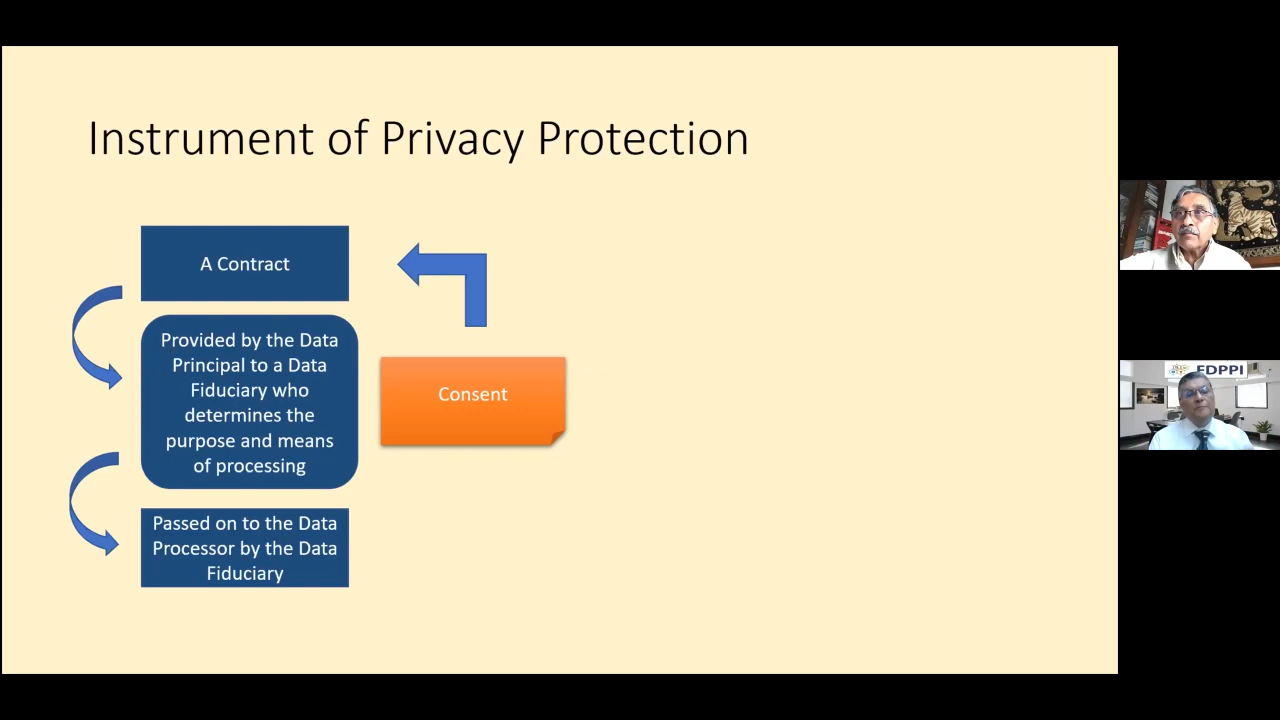 Instrument of Privacy Protection
A Contract
Provided by the Data
Principal to a Data
Fiduciary who
determines the
purpose and means
of processing
Consent
Passed on to the Data
Processor by the Data
Fiduciary
FDPPI